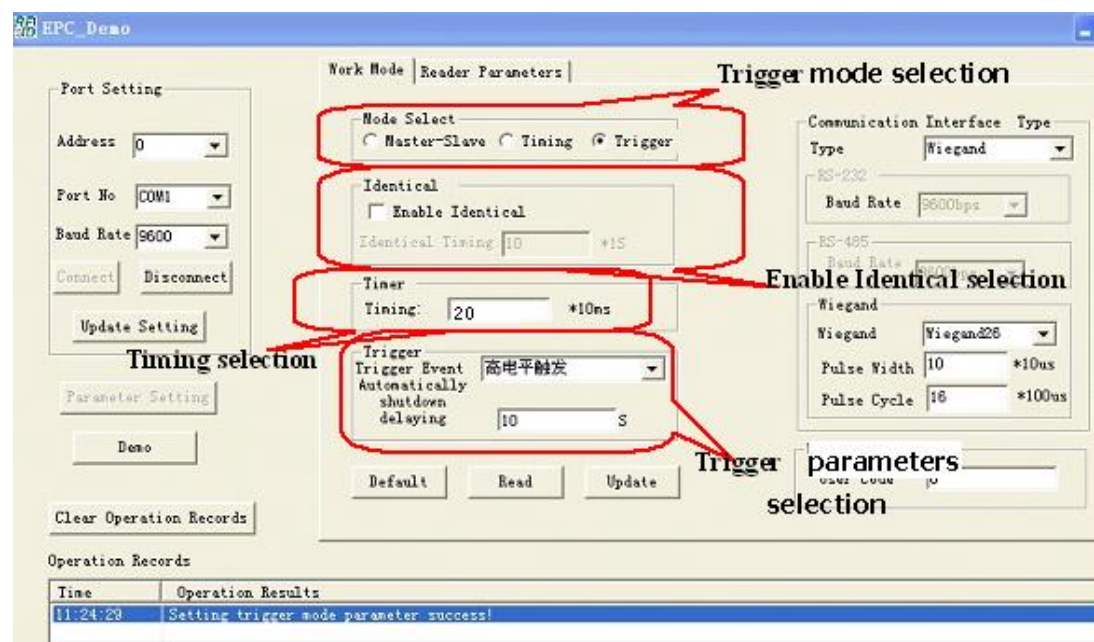 EPC_Demo
Work Mode
Reader Parameters
Trigger mode selection
Port Setting
Address 0
Port No COM1
Baud Rate 9600
Connect Disconnect
Update Setting
Parameter Setting
Demo
Clear Operation Records
Mode Select
Master-Slave Timing Trigger
Identical
Enable Identical
Identical Timing 10 *1S
Enable Identical selection
Timer
Timing: 20 *10ms
Timing selection
Trigger
Trigger Event 高电平触发
Automatically
shutdown
delaying 10 S
Trigger parameters
selection
Default Read Update
Communication Interface Type
Type Wiegand
RS-232
Baud Rate 9600bps
RS-485
Baud Rate
Wiegand
Wiegand Wiegand26
Pulse Width 10 *10us
Pulse Cycle 16 *100us
User Code 0
Operation Records
Time Operation Results
11:24:29 Setting trigger mode parameter success!